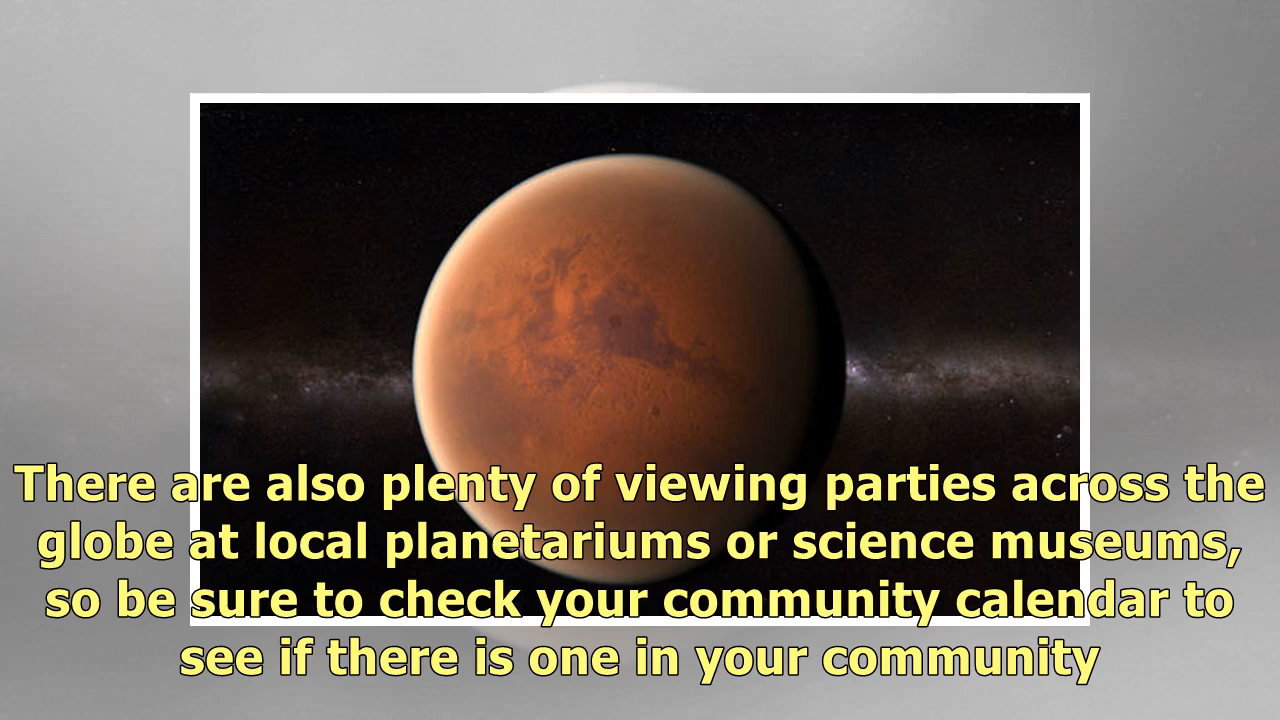 There are also plenty of viewing parties across the
globe at local planetariums or science museums,
so be sure to check your community calendar to
see if there is one in your community